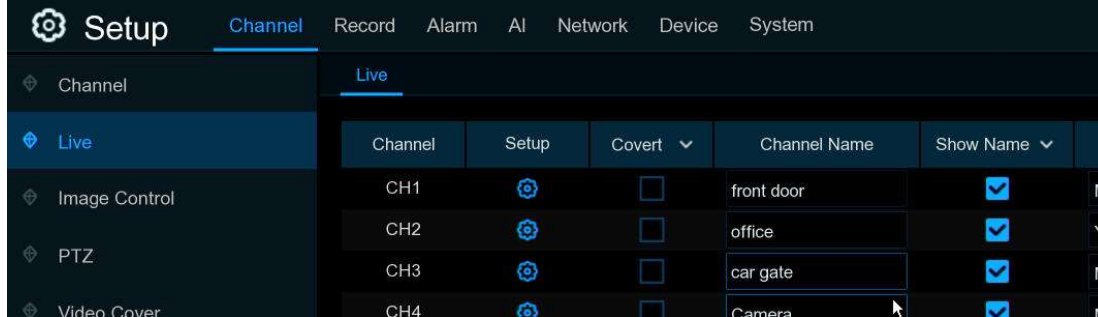 Setup Channel Record Alarm AI Network Device System
Channel
Live
Live
Image Control
PTZ
Video Cover
Channel Setup Covert Channel Name Show Name
CH1 front door
CH2 office
CH3 car gate
CH4 Camera